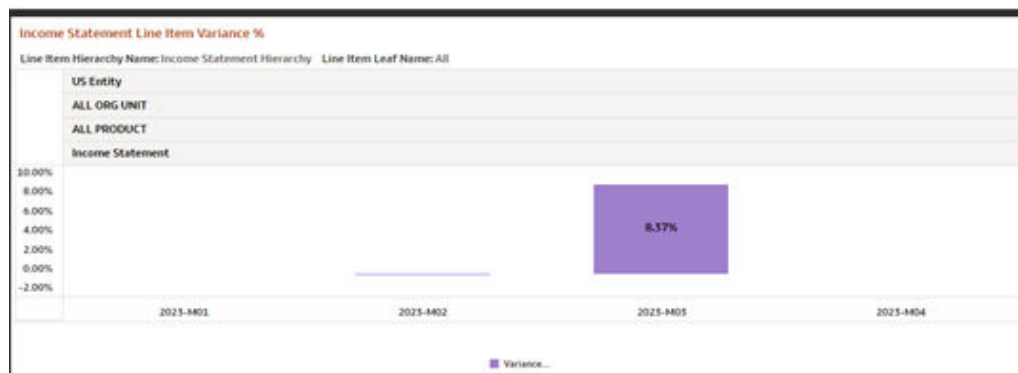 Income Statement Line Item Variance %
Line Item Hierarchy Name: Income Statement Hierarchy Line Item Leaf Name: All
US Entity
ALL ORG UNIT
ALL PRODUCT
Income Statement
10.00%
8.00%
6.00%
4.00%
2.00%
0.00%
-2.00%
8.37%
2023-M01 2023-M02 2023-M03 2023-M04
Variance...